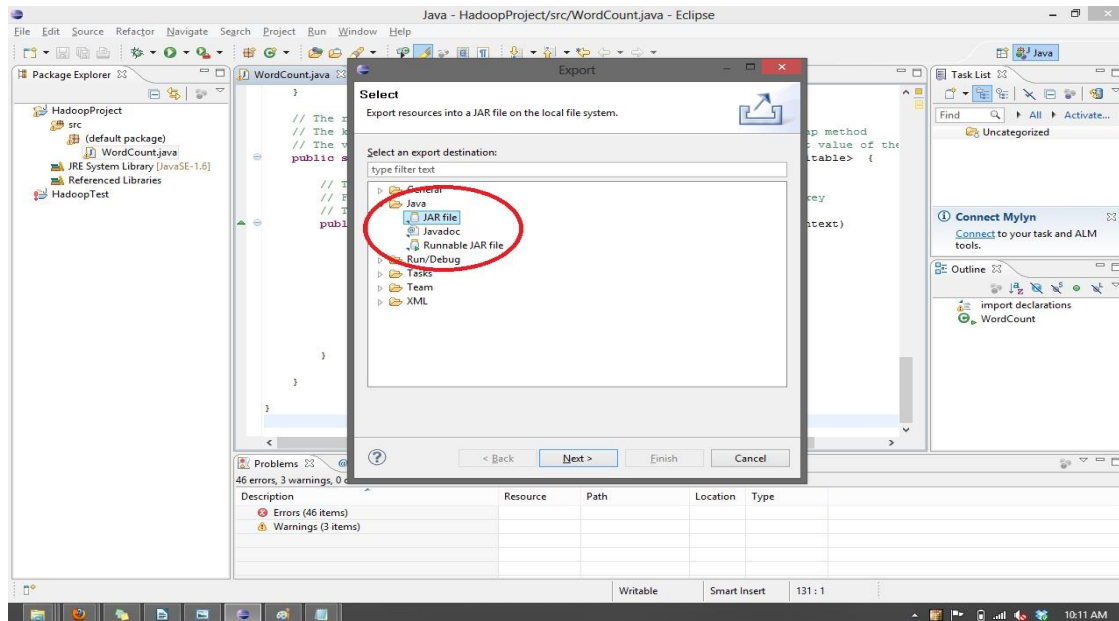 Java - HadoopProject/src/WordCount.java - Eclipse
File Edit Source Refactor Navigate Search Project Run Window Help
Java
Package Explorer
HadoopProject
src
(default package)
WordCount.java
JRE System Library [JavaSE-1.6]
Referenced Libraries
HadoopTest
WordCount.java
}
// The
// The
// The
public
//
//
//
publ
}
}
}
ap method
value of the
itable> {
key
ntext)
Export
Select
Export resources into a JAR file on the local file system.
Select an export destination:
type filter text
General
Java
JAR file
Javadoc
Runnable JAR file
Run/Debug
Tasks
Team
XML
< Back Next > Finish Cancel
Task List
Find All Activate...
Uncategorized
Connect Mylyn
Connect to your task and ALM
tools.
Outline
import declarations
WordCount
Problems
46 errors, 3 warnings, 0
Description Resource Path Location Type
Errors (46 items)
Warnings (3 items)
Writable Smart Insert 131 : 1
10:11 AM